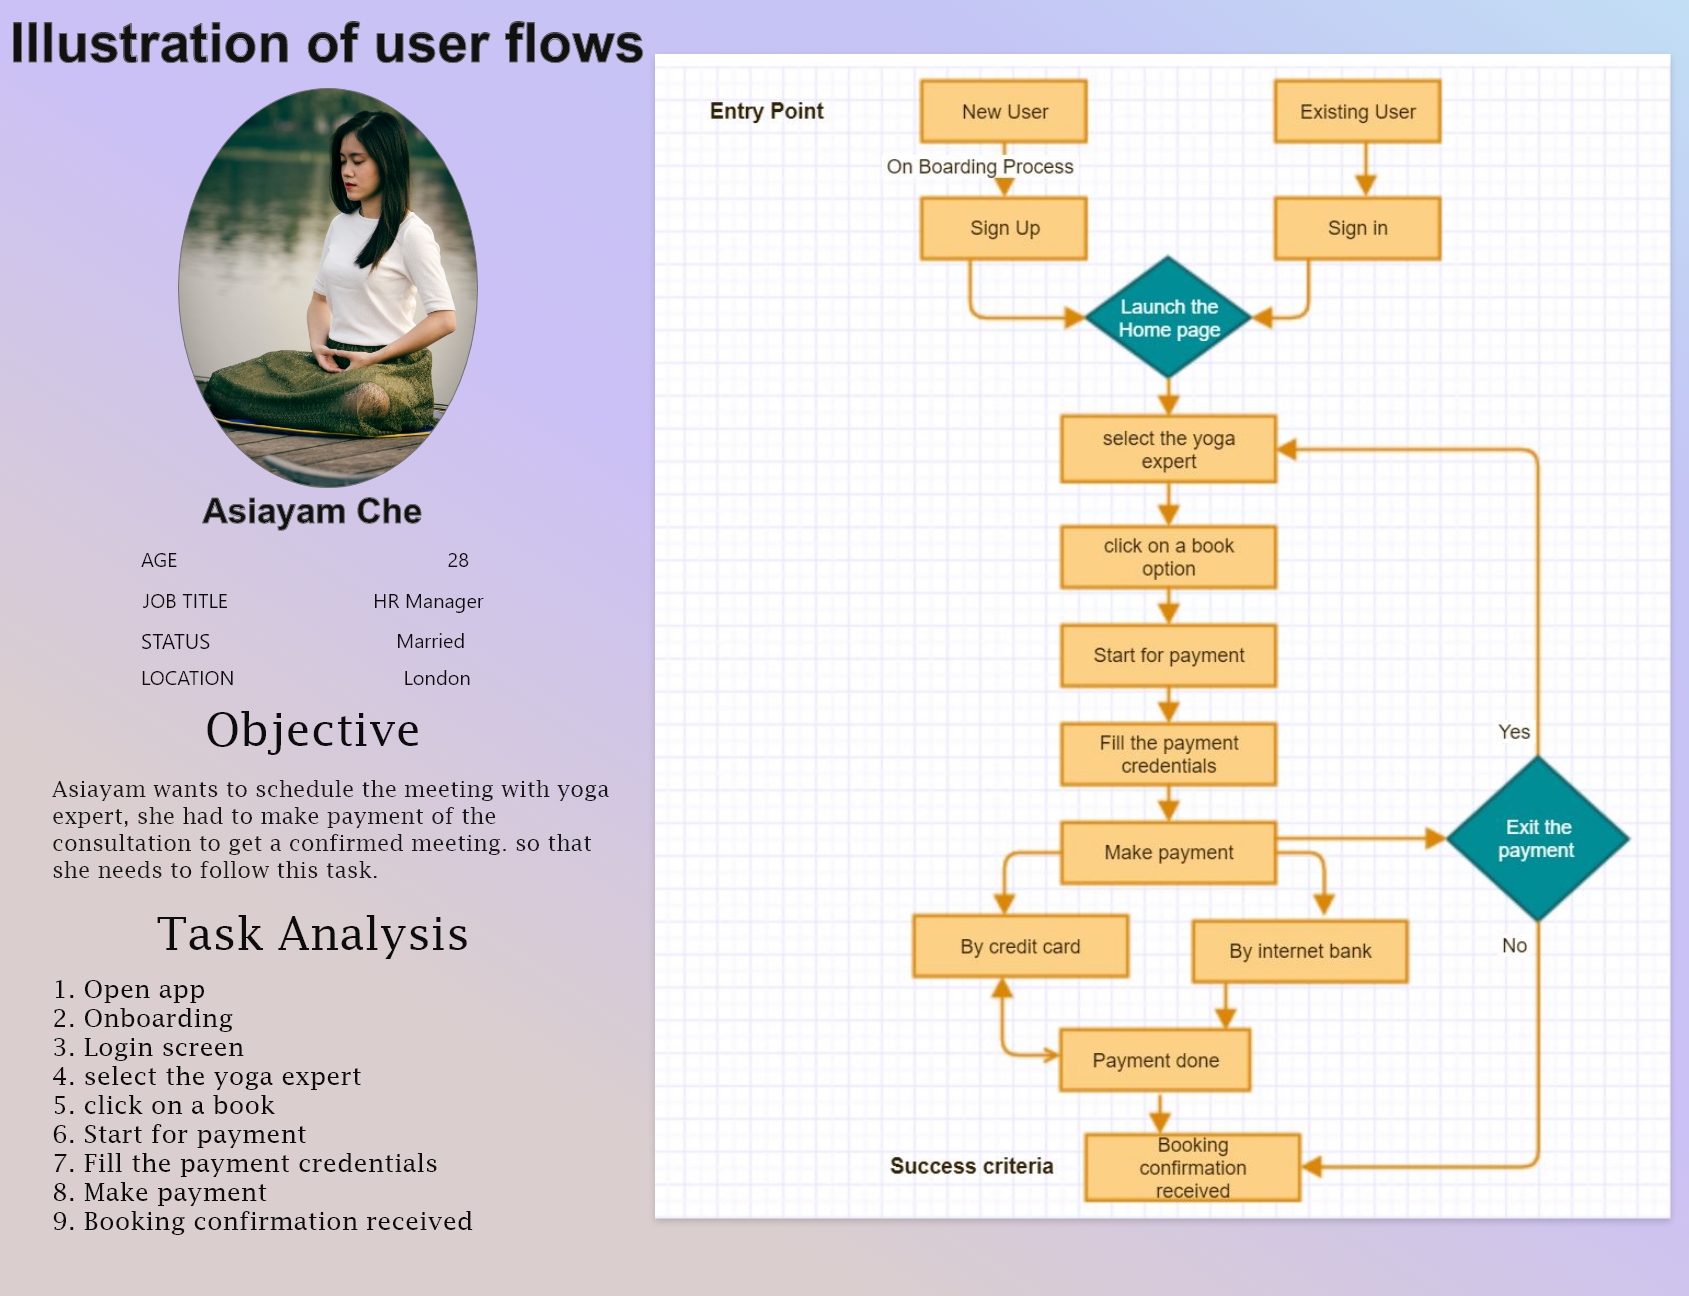 Illustration of user flows
Asiayam Che
AGE 28
JOB TITLE HR Manager
STATUS Married
LOCATION London
Objective
Asiayam wants to schedule the meeting with yoga
expert, she had to make payment of the
consultation to get a confirmed meeting. so that
she needs to follow this task.
Task Analysis
1. Open app
2. Onboarding
3. Login screen
4. select the yoga expert
5. click on a book
6. Start for payment
7. Fill the payment credentials
8. Make payment
9. Booking confirmation received
Entry Point
New User
Existing User
On Boarding Process
Sign Up
Sign in
Launch the
Home page
select the yoga
expert
click on a book
option
Start for payment
Fill the payment
credentials
Yes
Make payment
Exit the
payment
By credit card
By internet bank
No
Payment done
Success criteria
Booking
confirmation
received